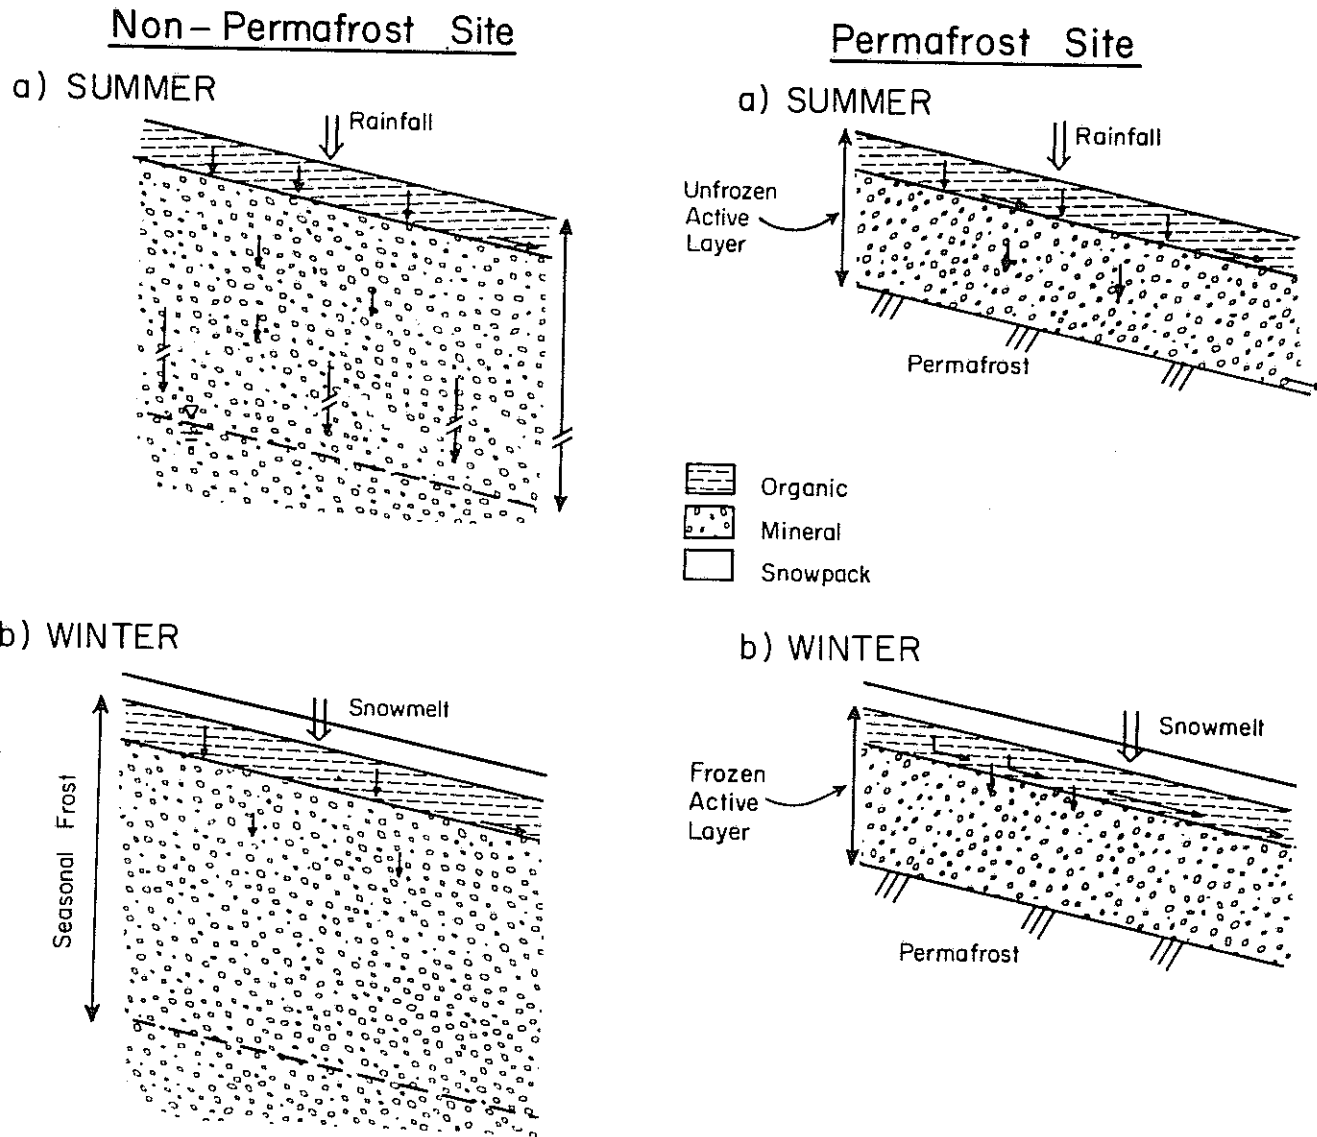 Non-Permafrost Site
a) SUMMER
Rainfall
b) WINTER
Snowmelt
Seasonal Frost
Permafrost Site
a) SUMMER
Rainfall
Unfrozen
Active
Layer
Permafrost
Organic
Mineral
Snowpack
b) WINTER
Snowmelt
Frozen
Active
Layer
Permafrost